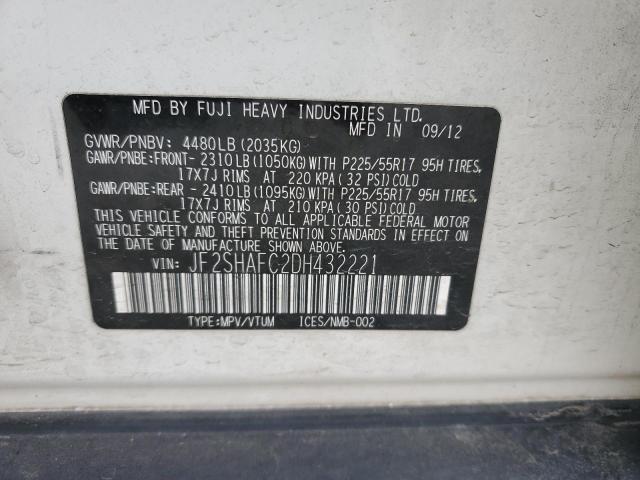 MFD BY FUJI HEAVY INDUSTRIES LTD.
MFD IN 09/12
GVWR/PNBV: 4480LB (2035KG)
GAWR/PNBE:FRONT- 2310LB (1050KG) WITH P225/55R17 95H TIRES,
17X7J RIMS AT 220 KPA ( 32 PSI) COLD
GAWR/PNBE:REAR - 2410LB (1095KG) WITH P225/55R17 95H TIRES,
17X7J RIMS AT 210 KPA ( 30 PSI) COLD
THIS VEHICLE CONFORMS TO ALL APPLICABLE FEDERAL MOTOR
VEHICLE SAFETY AND THEFT PREVENTION STANDARDS IN EFFECT
ON THE DATE OF MANUFACTURE SHOWN ABOVE.
VIN: JF2SHAFC2DH432221
TYPE:MPV/VTUM ICES/NMB-002